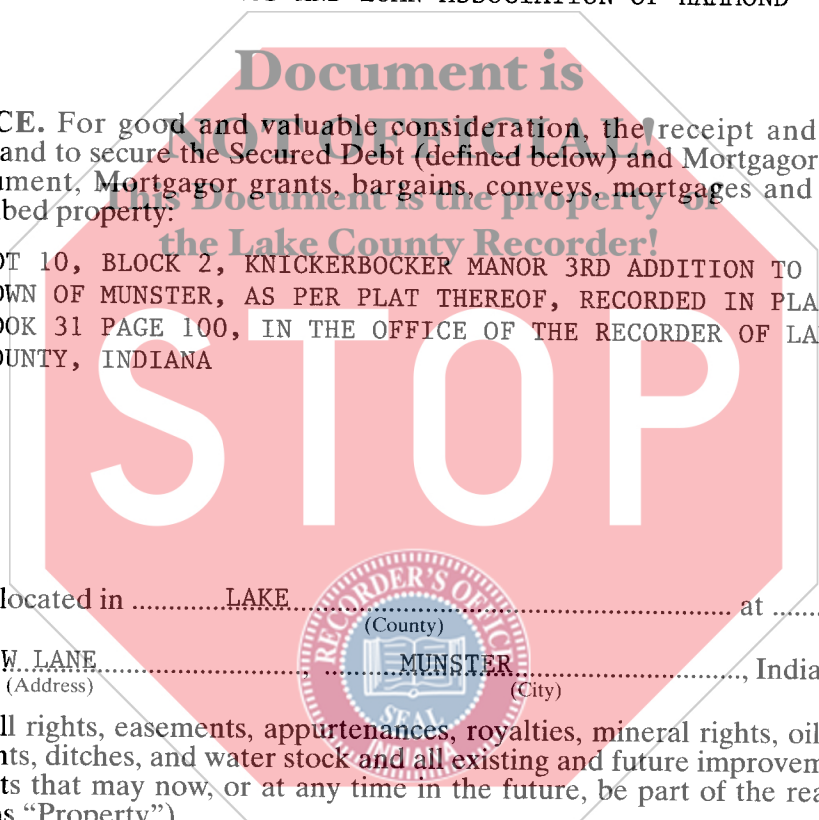 AND LOAN ASSOCIATION OF HAMMOND
Document is
CE. For good and valuable consideration, the receipt and
NOT OFFICIAL!
and to secure the Secured Debt (defined below) and Mortgagor
ument, Mortgagor grants, bargains, conveys, mortgages and
This Document is the property of
bed property:
the Lake County Recorder!
OT 10, BLOCK 2, KNICKERBOCKER MANOR 3RD ADDITION TO
OWN OF MUNSTER, AS PER PLAT THEREOF, RECORDED IN PLA
OOK 31 PAGE 100, IN THE OFFICE OF THE RECORDER OF LA
OUNTY, INDIANA
STOP
located in ..........LAKE.......... at ......
(County)
RECORDER'S OFFICE
W LANE...................., ........MUNSTER...................., India
(Address) (City)
SEAL
INDIANA
ll rights, easements, appurtenances, royalties, mineral rights, oil
nts, ditches, and water stock and all existing and future improvem
ts that may now, or at any time in the future, be part of the rea
s "Property")